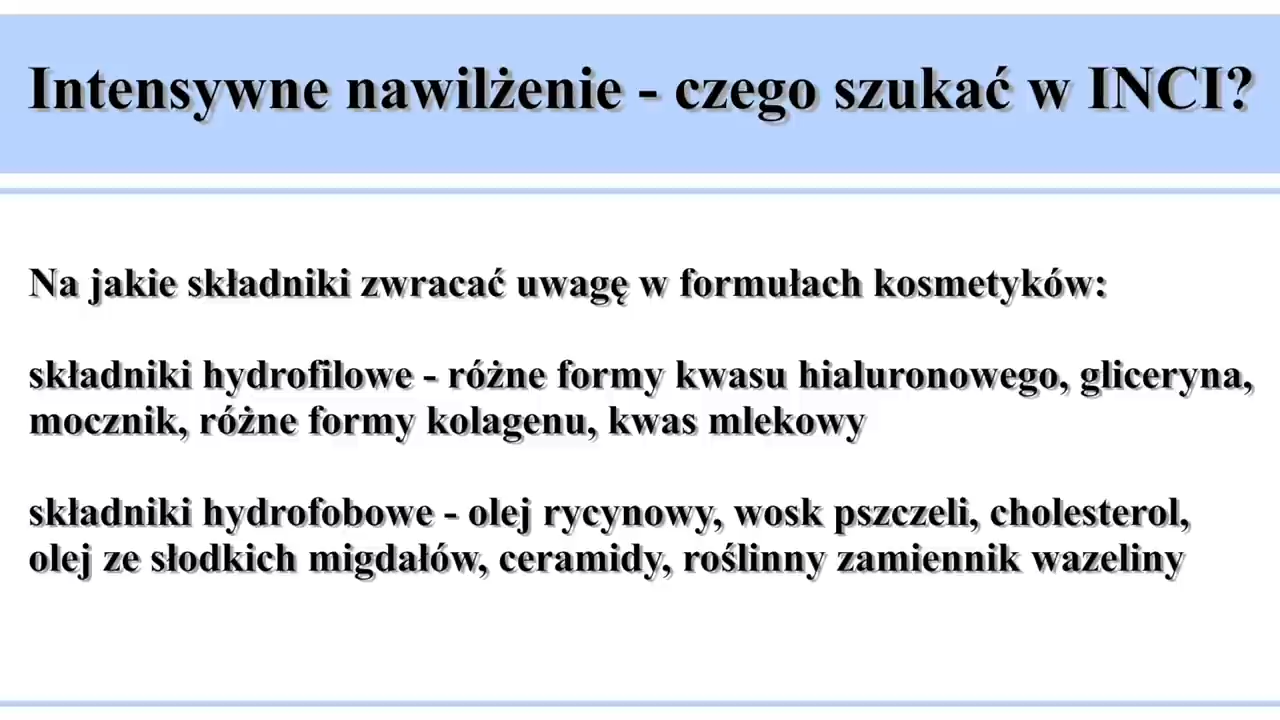 Intensywne nawilżenie - czego szukać w INCI?
Na jakie składniki zwracać uwagę w formułach kosmetyków:
składniki hydrofilowe - różne formy kwasu hialuronowego, gliceryna,
mocznik, różne formy kolagenu, kwas mlekowy
składniki hydrofobowe - olej rycynowy, wosk pszczeli, cholesterol,
olej ze słodkich migdałów, ceramidy, roślinny zamiennik wazeliny